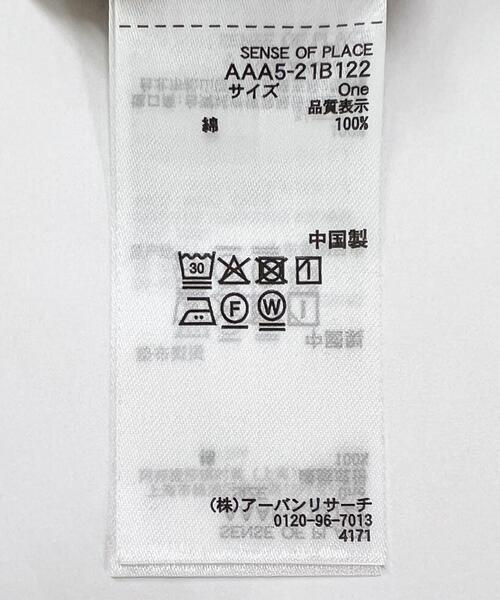 SENSE OF PLACE
AAA5-21B122
サイズ One
品質表示
綿 100%
中国製
30
F W
(株)アーバンリサーチ
0120-96-7013
4171